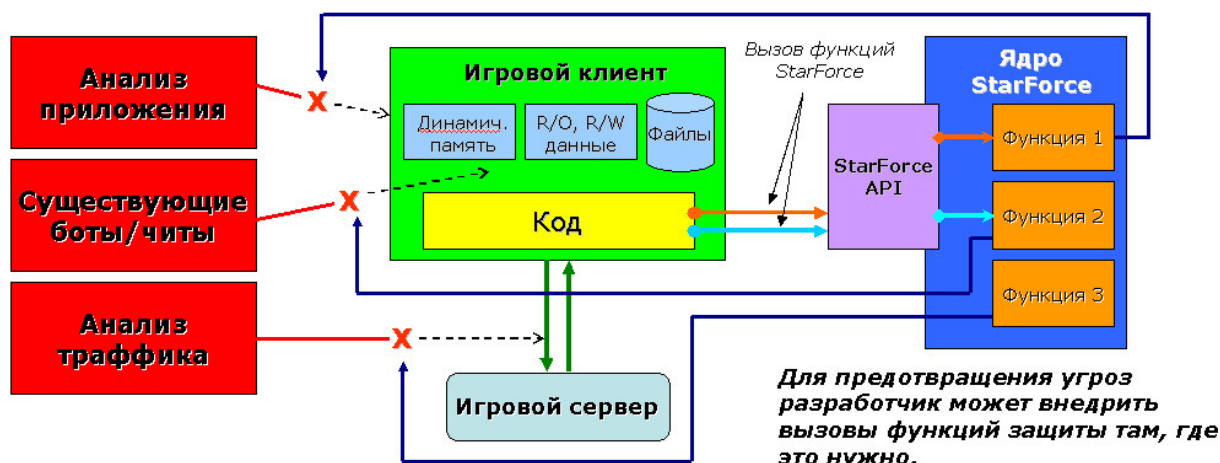 Анализ
приложения
Существующие
боты/читы
Анализ
траффика
X
X
X
Игровой клиент
Динамич.
память
R/O, R/W
данные
Файлы
Код
Игровой сервер
Вызов функций
StarForce
StarForce
API
Ядро
StarForce
Функция 1
Функция 2
Функция 3
Для предотвращения угроз
разработчик может внедрить
вызовы функций защиты там, где
это нужно.